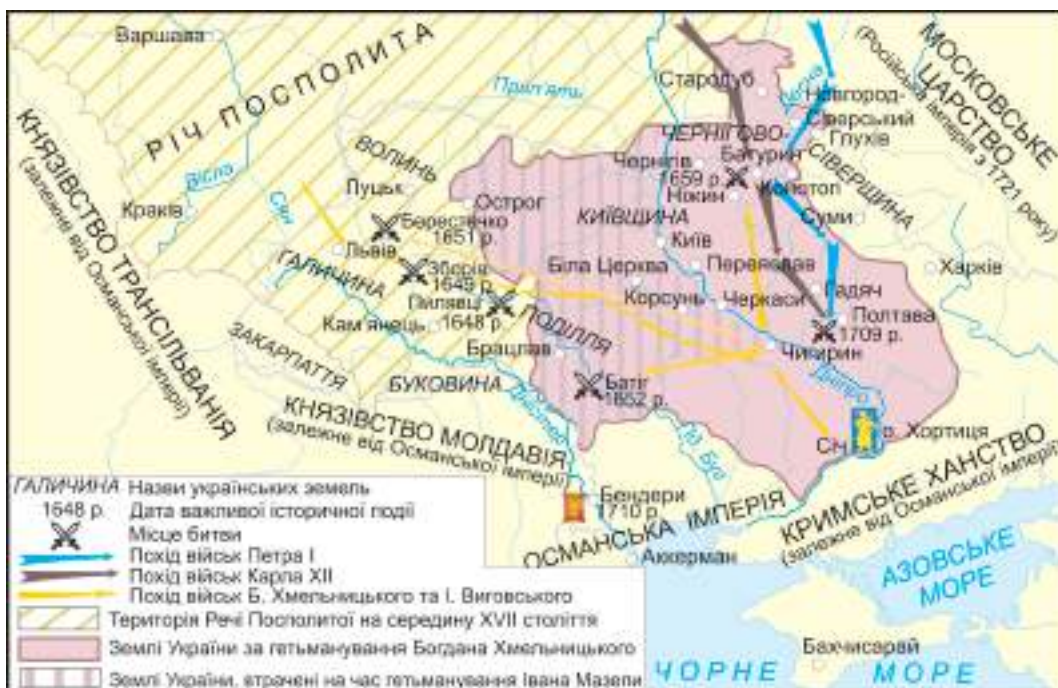 Варшава
РІЧ ПОСПОЛИТА
Прип'ять
Стародуб
Десна
Новгород-
Сіверський
Глухів
МОСКОВСЬКЕ
ЦАРСТВО
(Російська імперія з 1721 року)
КНЯЗІВСТВО ТРАНСІЛЬВАНІЯ
(залежне від Османської імперії)
Вісла
Сян
Краків
ВОЛИНЬ
Луцьк
Острог
ЧЕРНІГОВО-
СІВЕРЩИНА
Чернігів
Батурин
1659 р.
Конотоп
Ніжин
Суми
Берестечко
1651 р.
КИЇВЩИНА
Київ
Львів
Зборів
1649 р.
Біла Церква
Переяслав
Харків
ГАЛИЧИНА
Пилявці
1648 р.
Корсунь
Черкаси
Гадяч
Полтава
1709 р.
Кам'янець
ПОДІЛЛЯ
Брацлав
Чигирин
ЗАКАРПАТТЯ
БУКОВИНА
Дністер
Батіг
1652 р.
Дніпро
КНЯЗІВСТВО МОЛДАВІЯ
(залежне від Османської імперії)
Пд. Буг
Січ
о. Хортиця
Бендери
1710 р.
ОСМАНСЬКА ІМПЕРІЯ
КРИМСЬКЕ ХАНСТВО
(залежне від Османської імперії)
Аккерман
АЗОВСЬКЕ
МОРЕ
Бахчисарай
ЧОРНЕ МОРЕ
ГАЛИЧИНА Назви українських земель
1648 р. Дата важливої історичної події
Місце битви
Похід військ Петра І
Похід військ Карла ХІІ
Похід військ Б. Хмельницького та І. Виговського
Територія Речі Посполитої на середину XVII століття
Землі України за гетьманування Богдана Хмельницького
Землі України, втрачені на час гетьманування Івана Мазепи